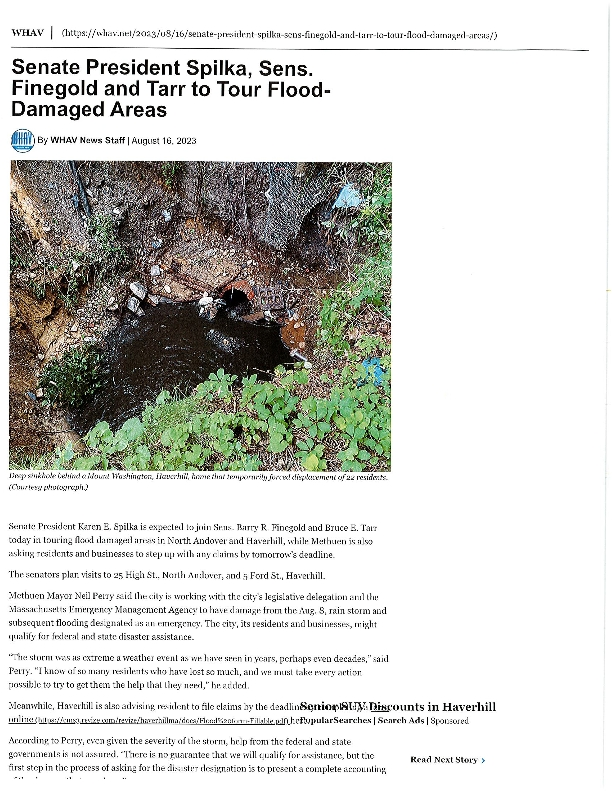 WHAV | (https://whav.net/2023/08/16/senate-president-spilka-sens-finegold-and-tarr-to-tour-flood-damaged-areas/)
Senate President Spilka, Sens.
Finegold and Tarr to Tour Flood-
Damaged Areas
WHAV By WHAV News Staff | August 16, 2023
Deep sinkhole behind a Mount Washington, Haverhill, home that temporarily forced displacement of 22 residents.
(Courtesy photograph.)
Senate President Karen E. Spilka is expected to join Sens. Barry R. Finegold and Bruce E. Tarr
today in touring flood damaged areas in North Andover and Haverhill, while Methuen is also
asking residents and businesses to step up with any claims by tomorrow's deadline.
The senators plan visits to 25 High St., North Andover, and 5 Ford St., Haverhill.
Methuen Mayor Neil Perry said the city is working with the city's legislative delegation and the
Massachusetts Emergency Management Agency to have damage from the Aug. 8, rain storm and
subsequent flooding designated as an emergency. The city, its residents and businesses, might
qualify for federal and state disaster assistance.
"The storm was as extreme a weather event as we have seen in years, perhaps even decades," said
Perry. "I know of so many residents who have lost so much, and we must take every action
possible to try to get them the help that they need," he added.
Meanwhile, Haverhill is also advising resident to file claims by the deadline
Senior SUV Discounts in Haverhill
online (https://cms3.revize.com/revize/haverhillma/docs/Flood%20form-Fillable.pdf)
PopularSearches | Search Ads | Sponsored
According to Perry, even given the severity of the storm, help from the federal and state
governments is not assured. "There is no guarantee that we will qualify for assistance, but the
Read Next Story ›
first step in the process of asking for the disaster designation is to present a complete accounting